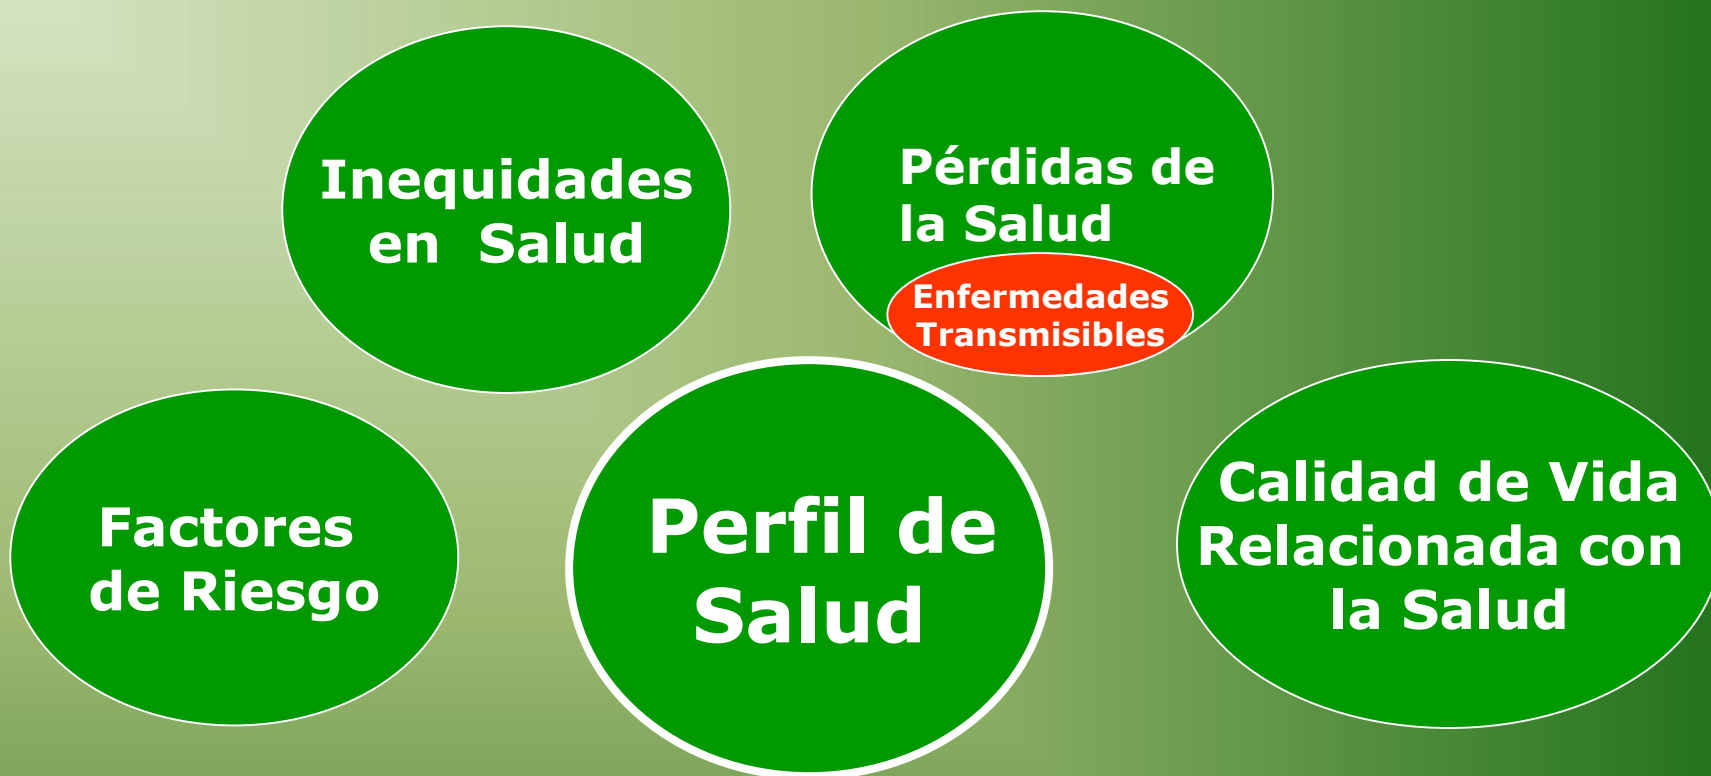 Inequidades
en Salud
Pérdidas de
la Salud
Enfermedades
Transmisibles
Factores
de Riesgo
Perfil de
Salud
Calidad de Vida
Relacionada con
la Salud